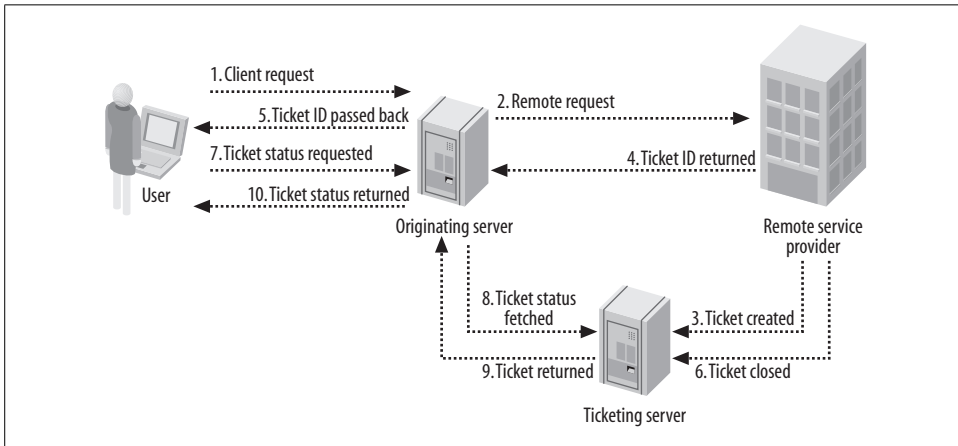 1. Client request
5. Ticket ID passed back
7. Ticket status requested
10. Ticket status returned
User
Originating server
2. Remote request
4. Ticket ID returned
Remote service
provider
8. Ticket status
fetched
9. Ticket returned
3. Ticket created
6. Ticket closed
Ticketing server